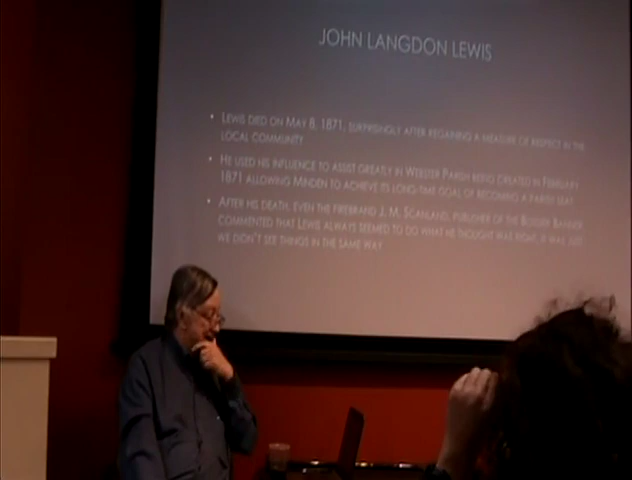 JOHN LANGDON LEWIS
• LEWIS DIED ON MAY 8, 1871, SURPRISINGLY AFTER REGAINING A MEASURE OF RESPECT IN THE
LOCAL COMMUNITY
• HE USED HIS INFLUENCE TO ASSIST GREATLY IN WEBSTER PARISH BEING CREATED IN FEBRUARY
1871 ALLOWING MINDEN TO ACHIEVE ITS LONG-TIME GOAL OF BECOMING A PARISH SEAT
• AFTER HIS DEATH, EVEN THE FIREBRAND J. M. SCANLAND, PUBLISHER OF THE BOSSIER BANNER
COMMENTED THAT LEWIS ALWAYS SEEMED TO DO WHAT HE THOUGHT WAS RIGHT, IT WAS JUST
WE DIDN'T SEE THINGS IN THE SAME WAY